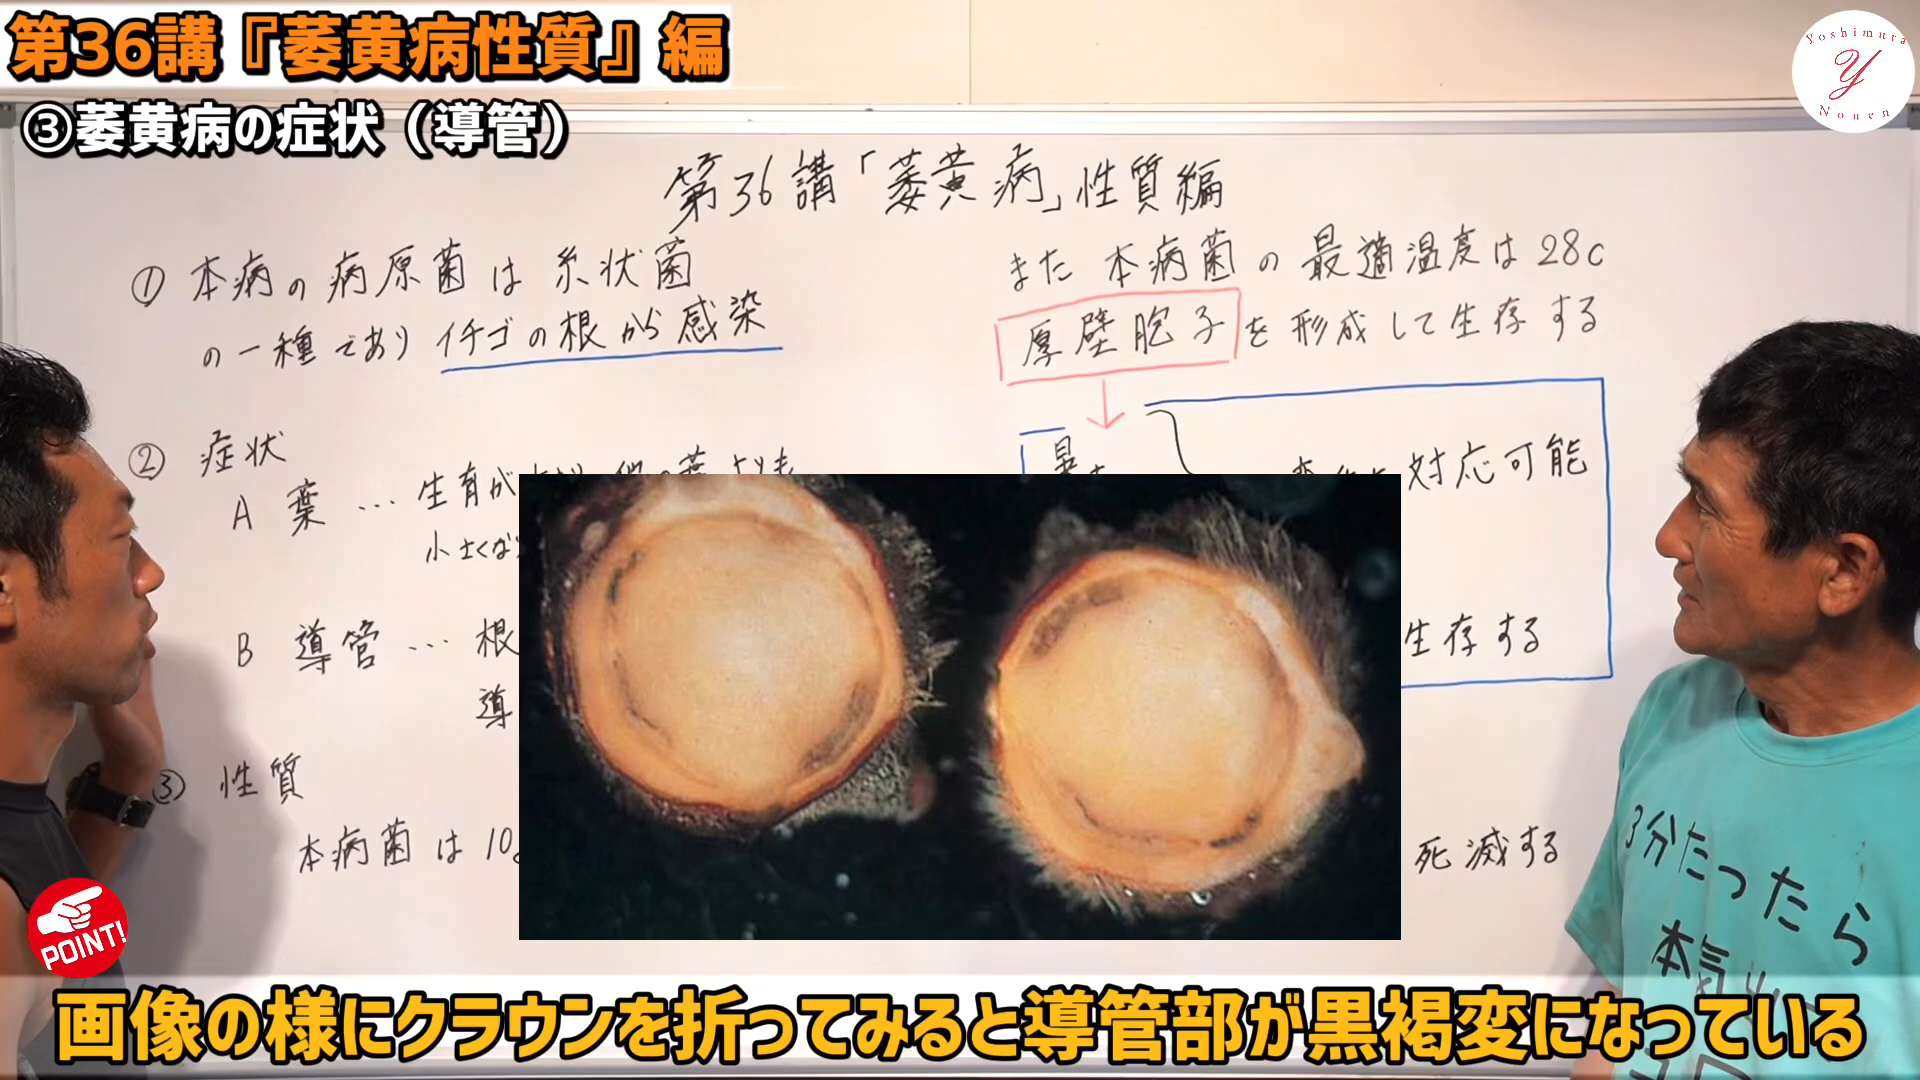 第36講『萎黄病性質』編
③萎黄病の症状（導管）
Yoshimura
Y
Nouen
第36講「萎黄病」性質編
① 本病の病原菌は糸状菌
の一種であり イチゴの根から感染
② 症状
A 葉 … 生育が
小さくな
B 導管 … 根
導
③ 性質
本病菌は 10
また 本病菌の最適温度は 28c
厚壁胞子を形成して生存する
対応可能
生存する
死滅する
3分たったら
本気
POINT!
画像の様にクラウンを折ってみると導管部が黒褐変になっている